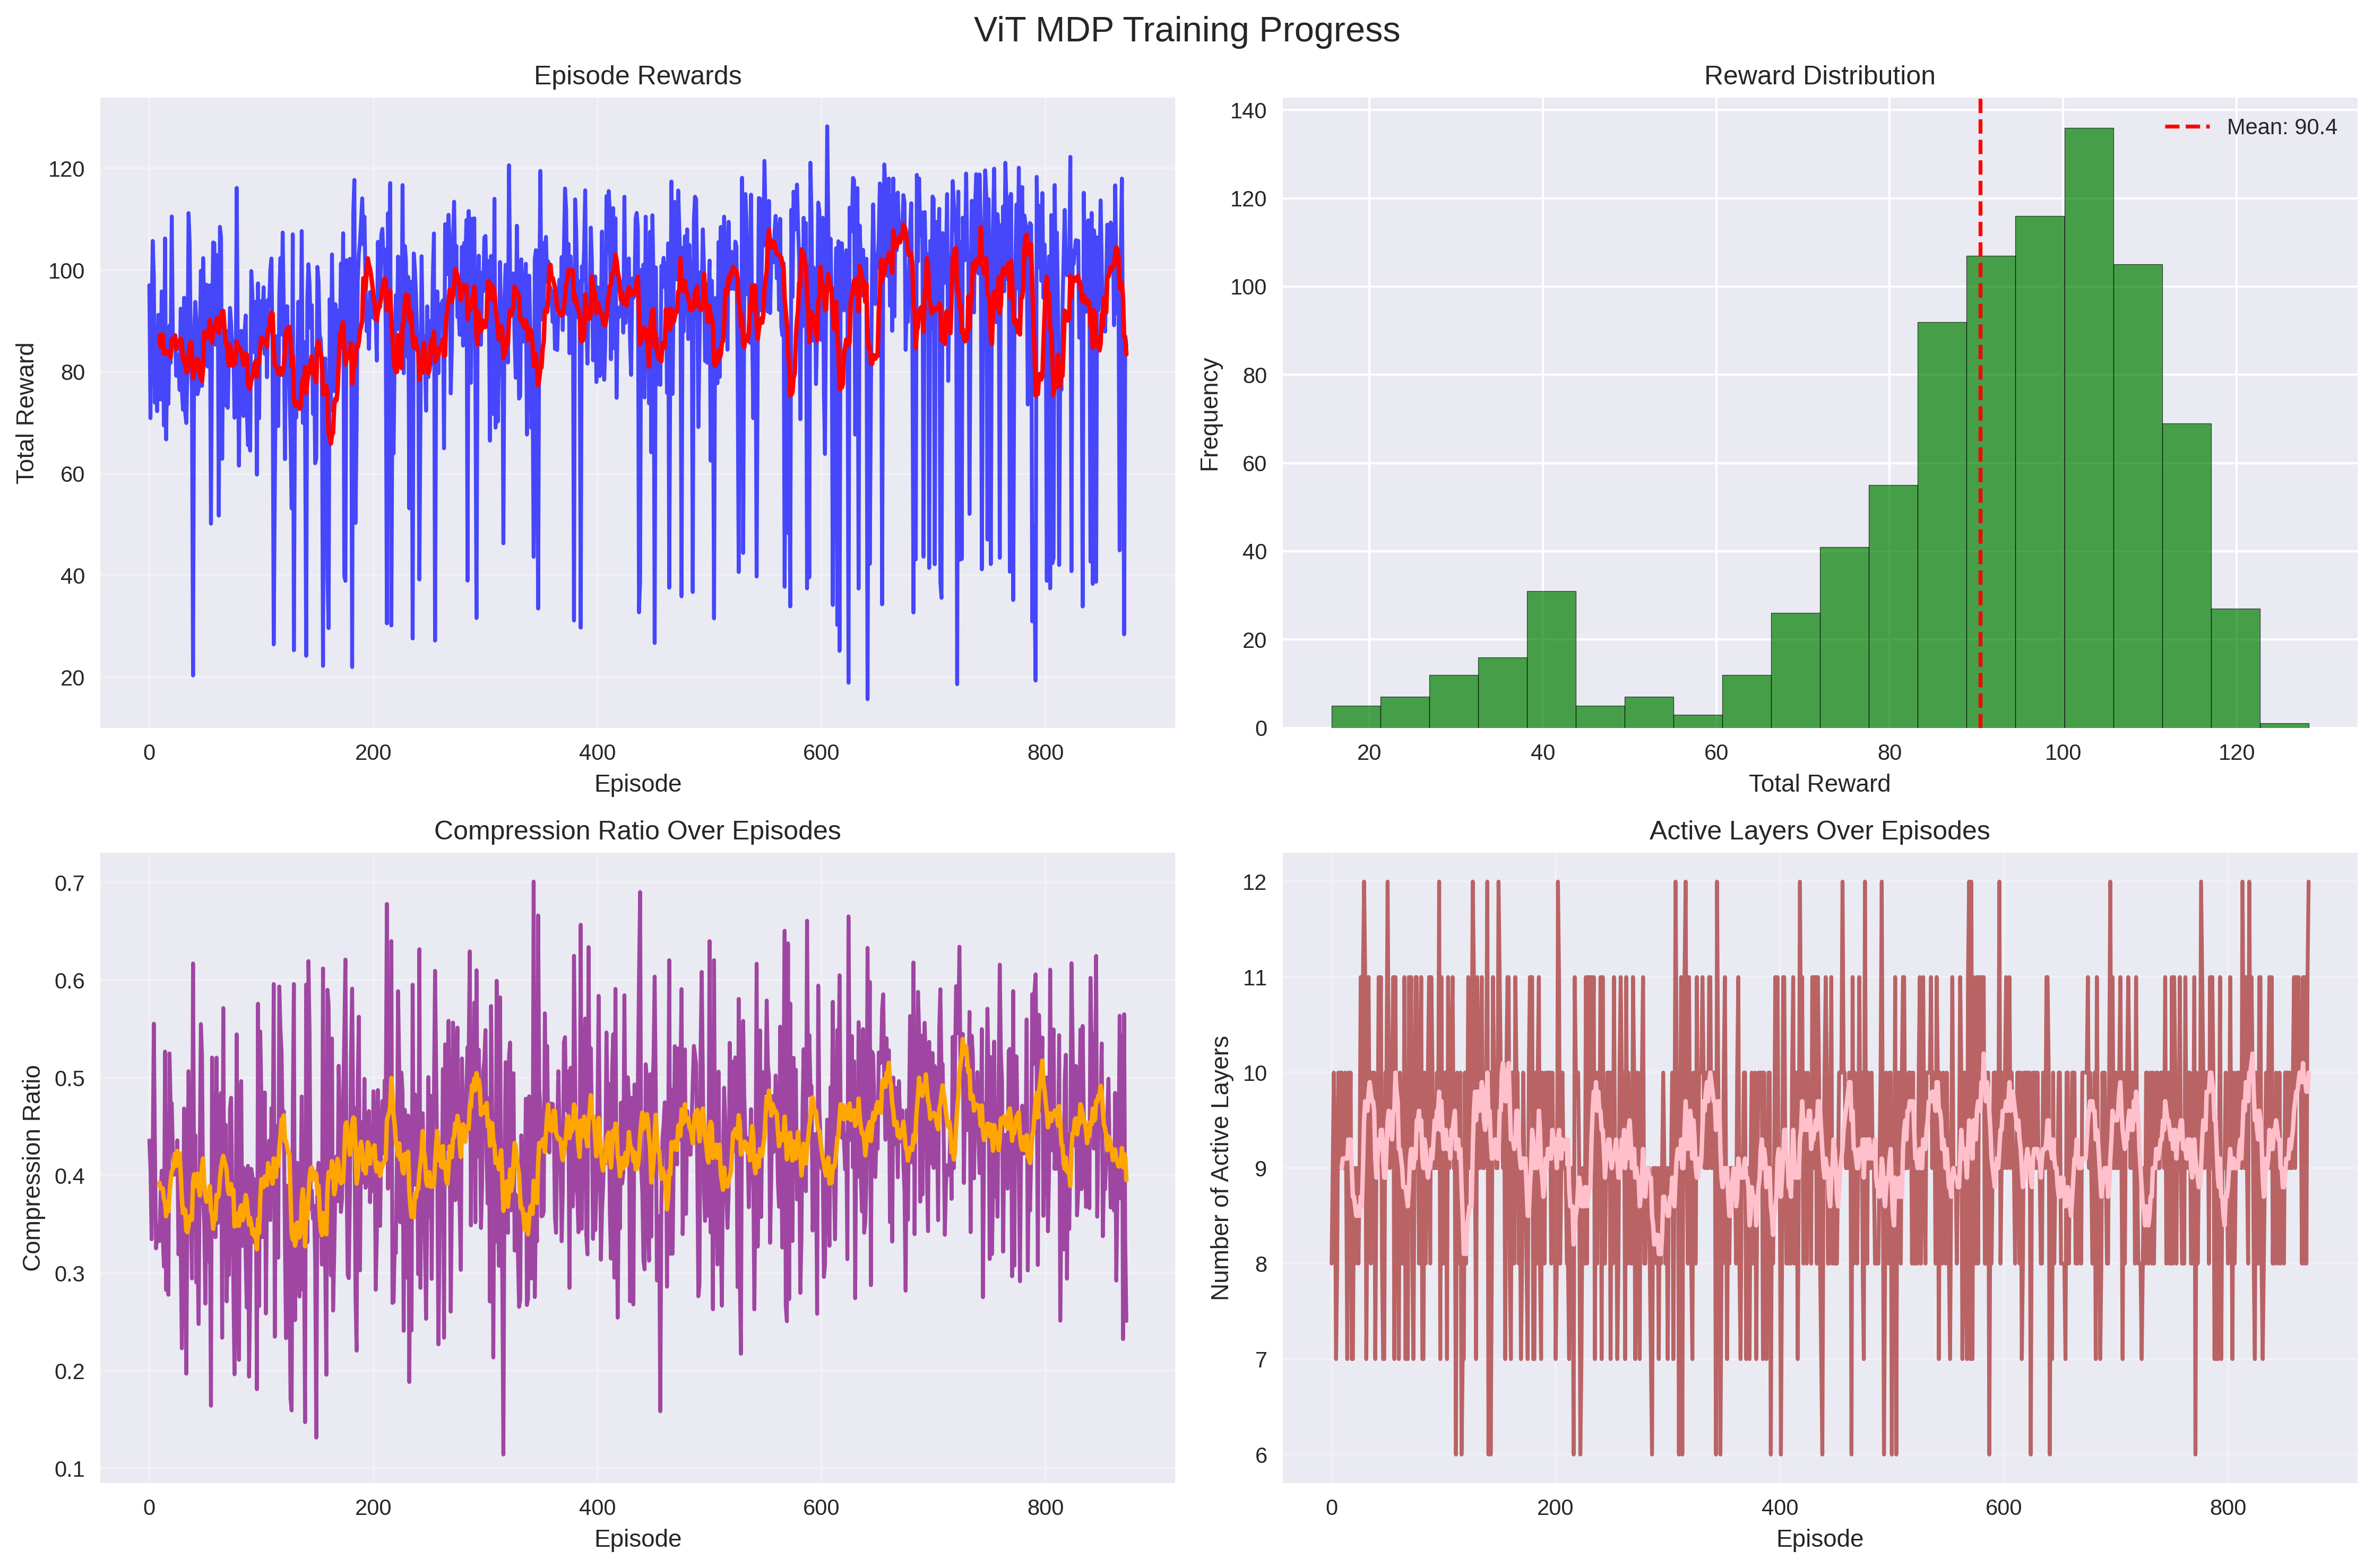 ViT MDP Training Progress
Episode Rewards
Total Reward
120
100
80
60
40
20
0 200 400 600 800
Episode
Reward Distribution
Frequency
140
120
100
80
60
40
20
0
Mean: 90.4
20 40 60 80 100 120
Total Reward
Compression Ratio Over Episodes
Compression Ratio
0.7
0.6
0.5
0.4
0.3
0.2
0.1
0 200 400 600 800
Episode
Active Layers Over Episodes
Number of Active Layers
12
11
10
9
8
7
6
0 200 400 600 800
Episode